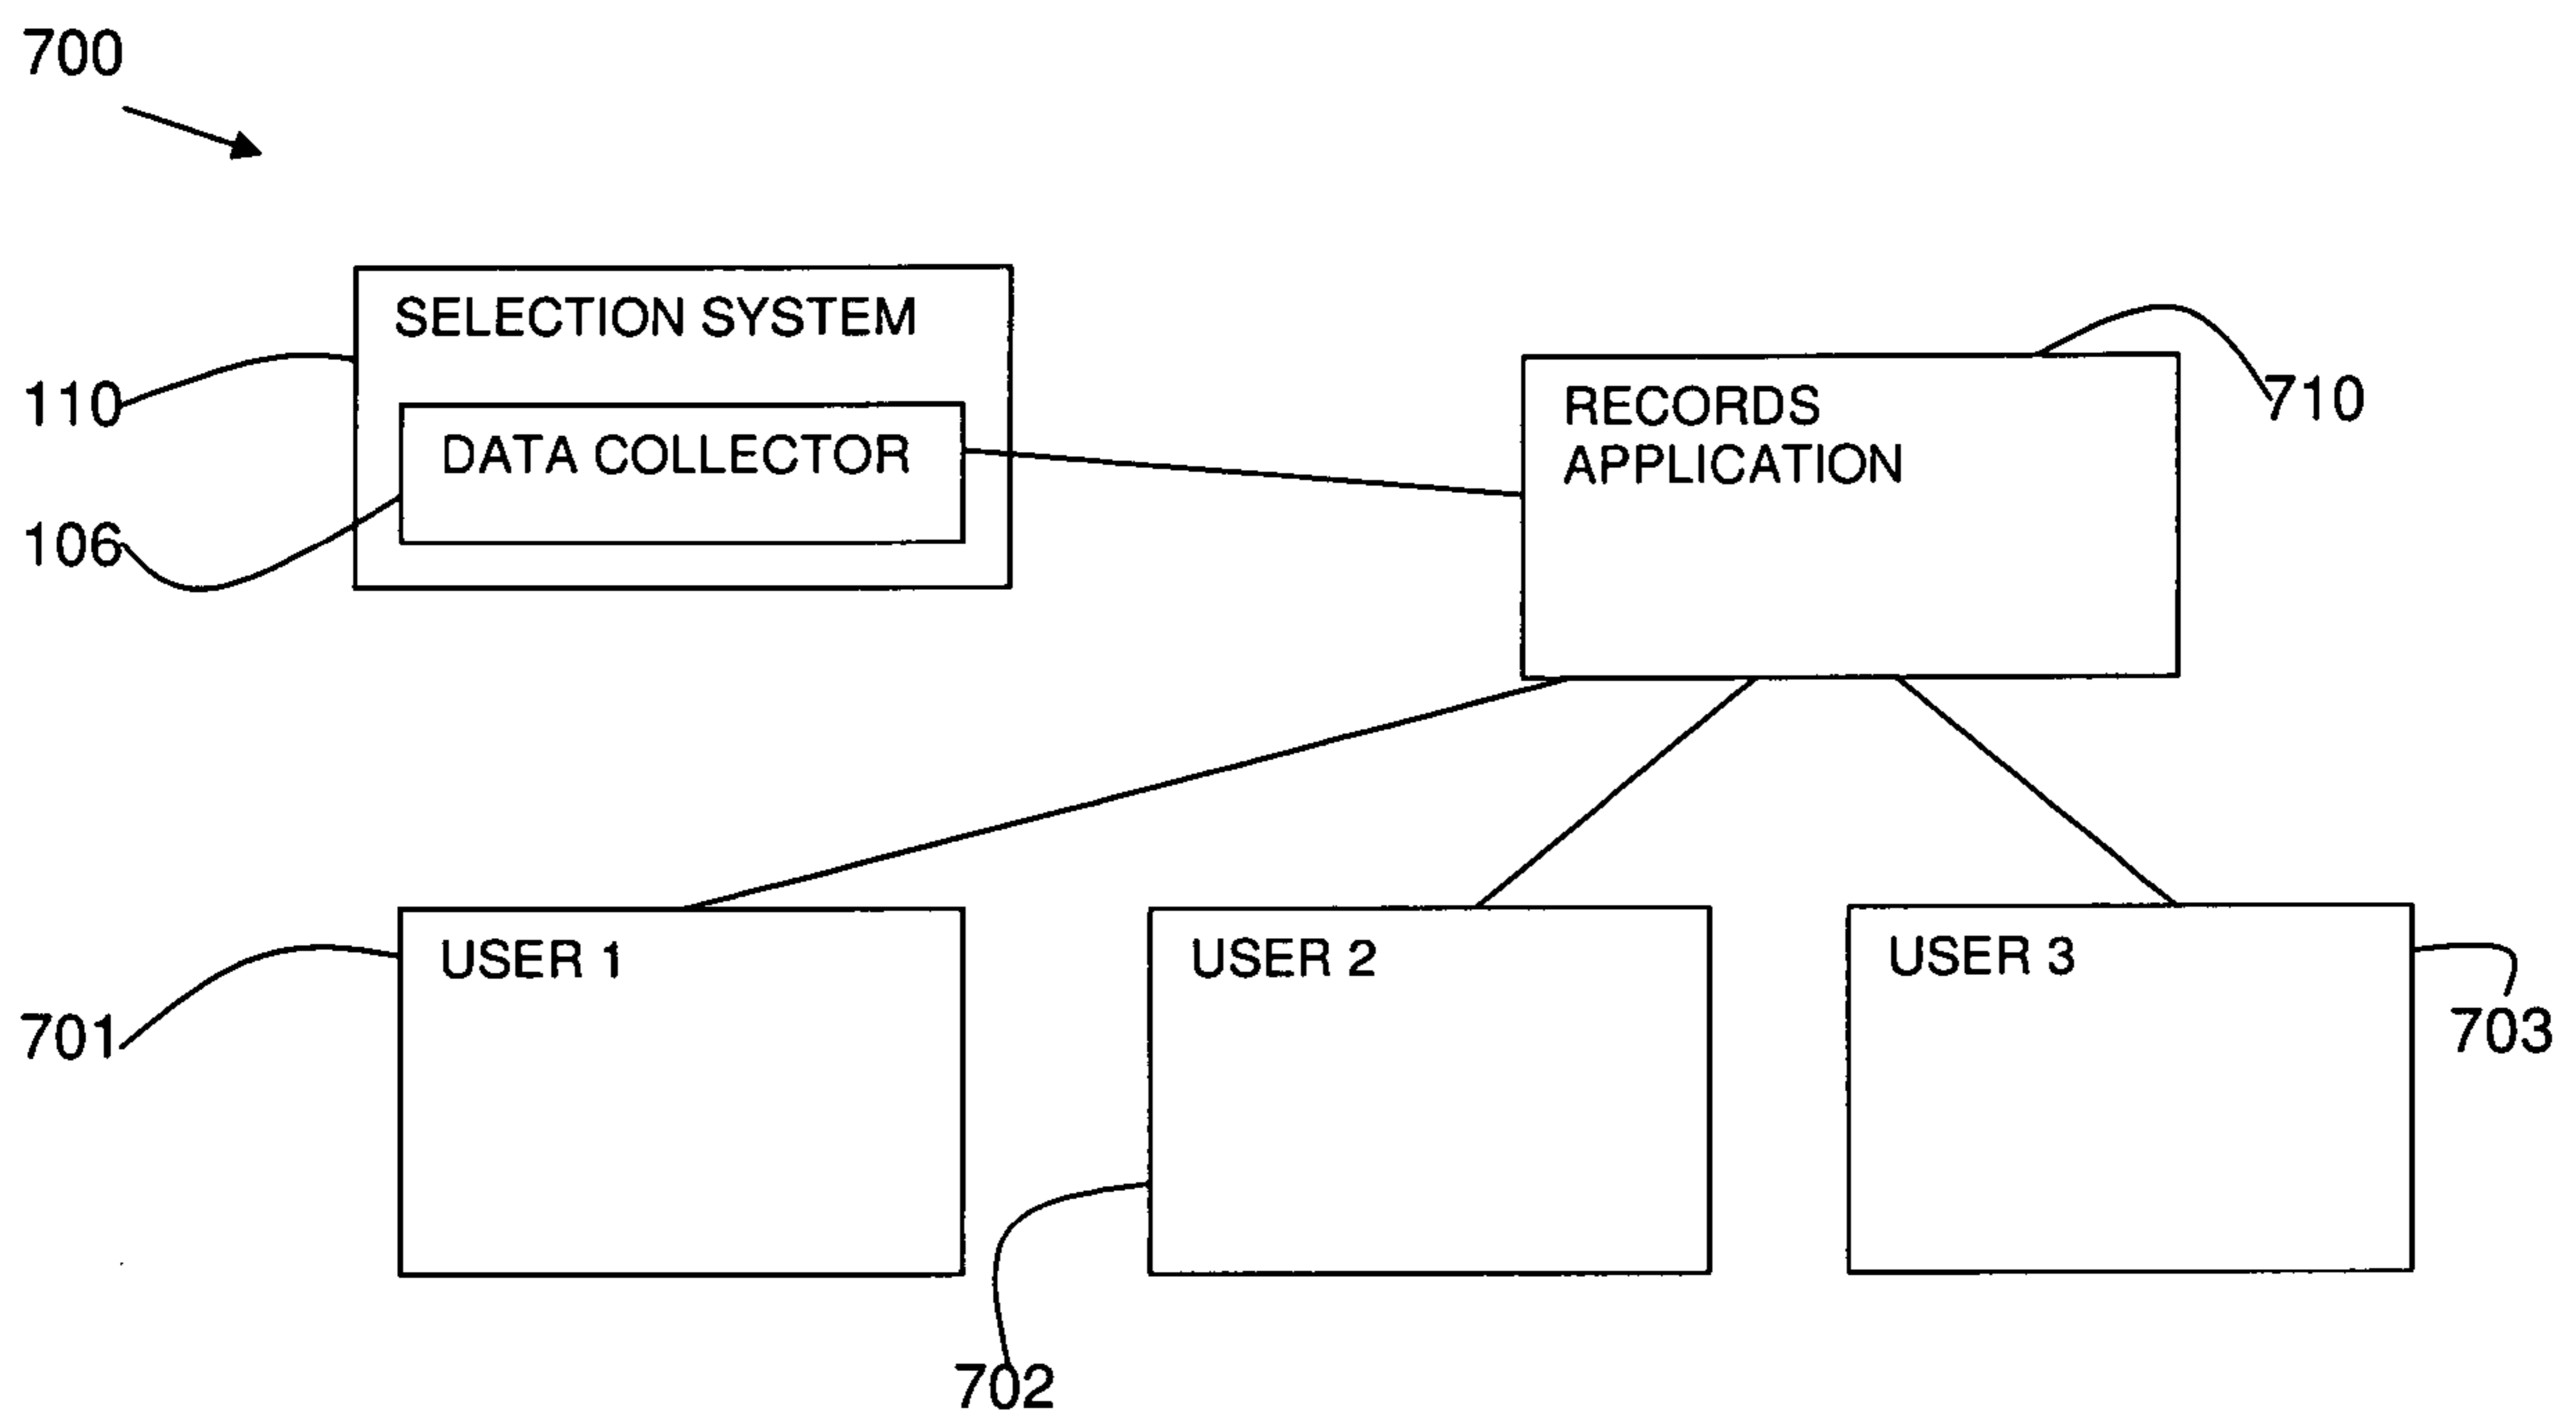 700
SELECTION SYSTEM
110
DATA COLLECTOR
106
RECORDS
APPLICATION
710
USER 1
701
USER 2
702
USER 3
703